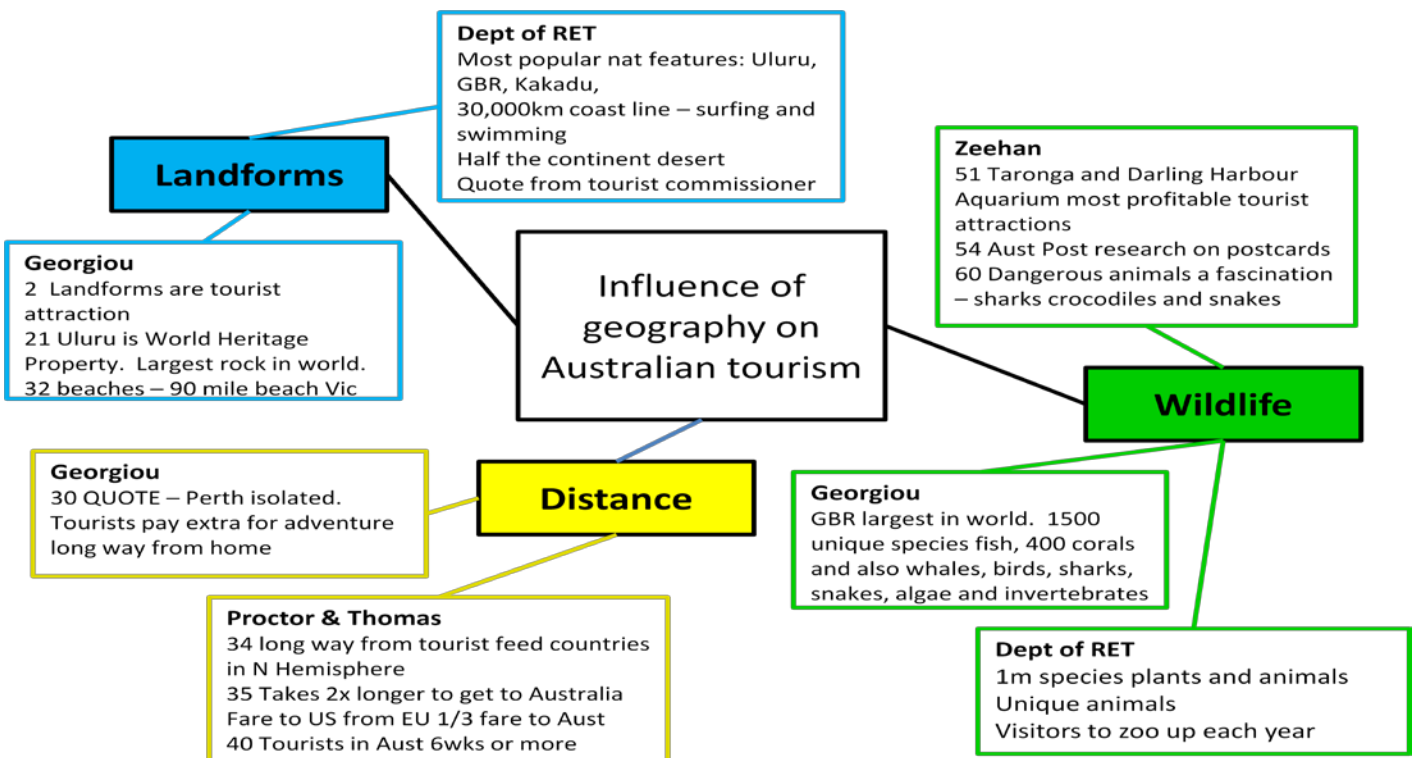 Dept of RET
Most popular nat features: Uluru,
GBR, Kakadu,
30,000km coast line – surfing and
swimming
Half the continent desert
Quote from tourist commissioner
Landforms
Georgiou
2  Landforms are tourist
attraction
21 Uluru is World Heritage
Property.  Largest rock in world.
32 beaches – 90 mile beach Vic
Influence of
geography on
Australian tourism
Zeehan
51 Taronga and Darling Harbour
Aquarium most profitable tourist
attractions
54 Aust Post research on postcards
60 Dangerous animals a fascination
– sharks crocodiles and snakes
Wildlife
Georgiou
30 QUOTE – Perth isolated.
Tourists pay extra for adventure
long way from home
Distance
Proctor & Thomas
34 long way from tourist feed countries
in N Hemisphere
35 Takes 2x longer to get to Australia
Fare to US from EU 1/3 fare to Aust
40 Tourists in Aust 6wks or more
Georgiou
GBR largest in world.  1500
unique species fish, 400 corals
and also whales, birds, sharks,
snakes, algae and invertebrates
Dept of RET
1m species plants and animals
Unique animals
Visitors to zoo up each year